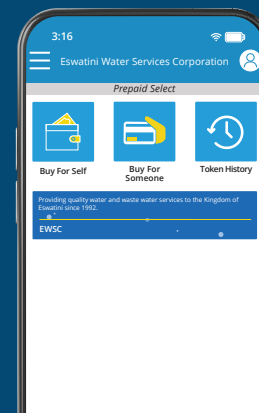 3:16
Eswatini Water Services Corporation
Prepaid Select
Buy For Self
Buy For
Someone
Token History
Providing quality water and waste water services to the Kingdom of
Eswatini since 1992.
EWSC